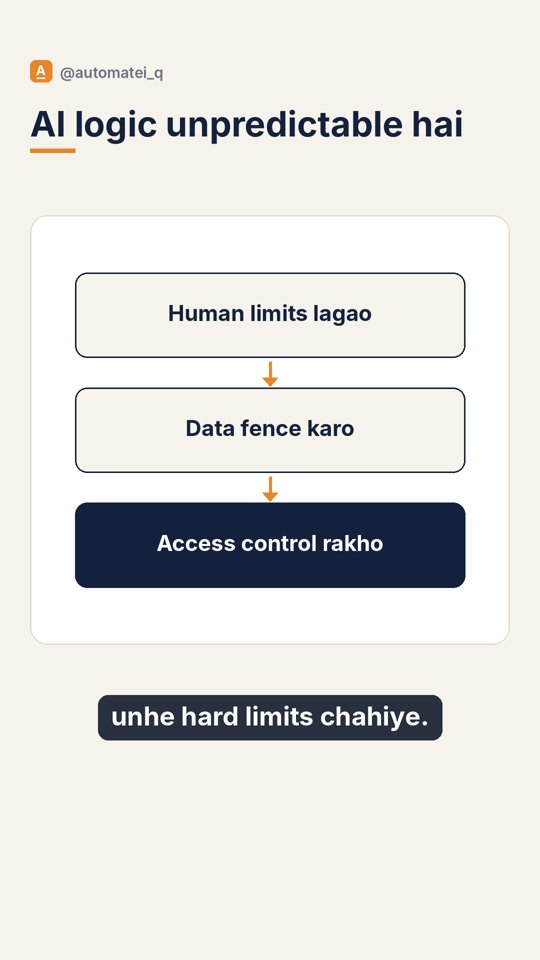 A
@automatei_q
AI logic unpredictable hai
Human limits lagao
Data fence karo
Access control rakho
unhe hard limits chahiye.